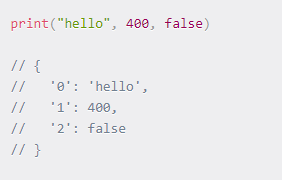 print("hello", 400, false)
// {
//   '0': 'hello',
//   '1': 400,
//   '2': false
// }